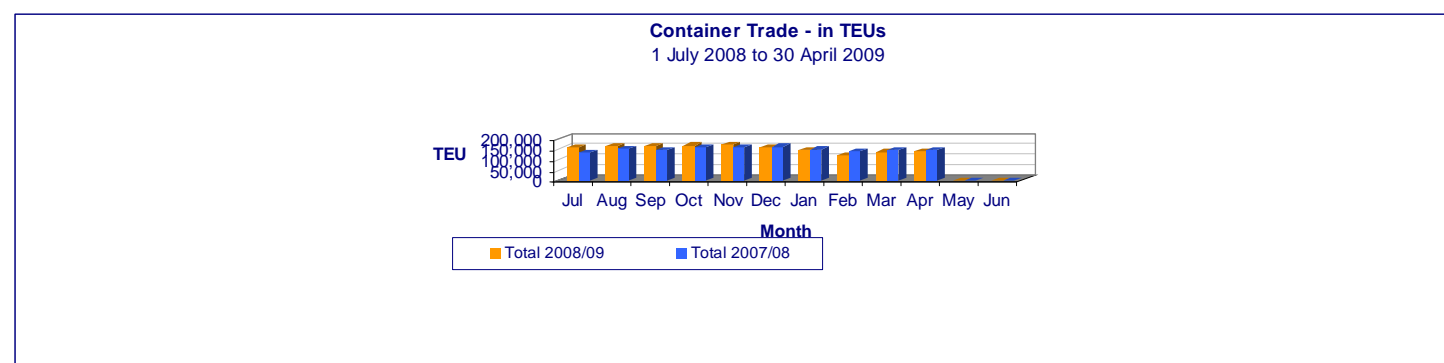 Container Trade - in TEUs
1 July 2008 to 30 April 2009
TEU
200,000
150,000
100,000
50,000
0
Jul Aug Sep Oct Nov Dec Jan Feb Mar Apr May Jun
Month
Total 2008/09 Total 2007/08